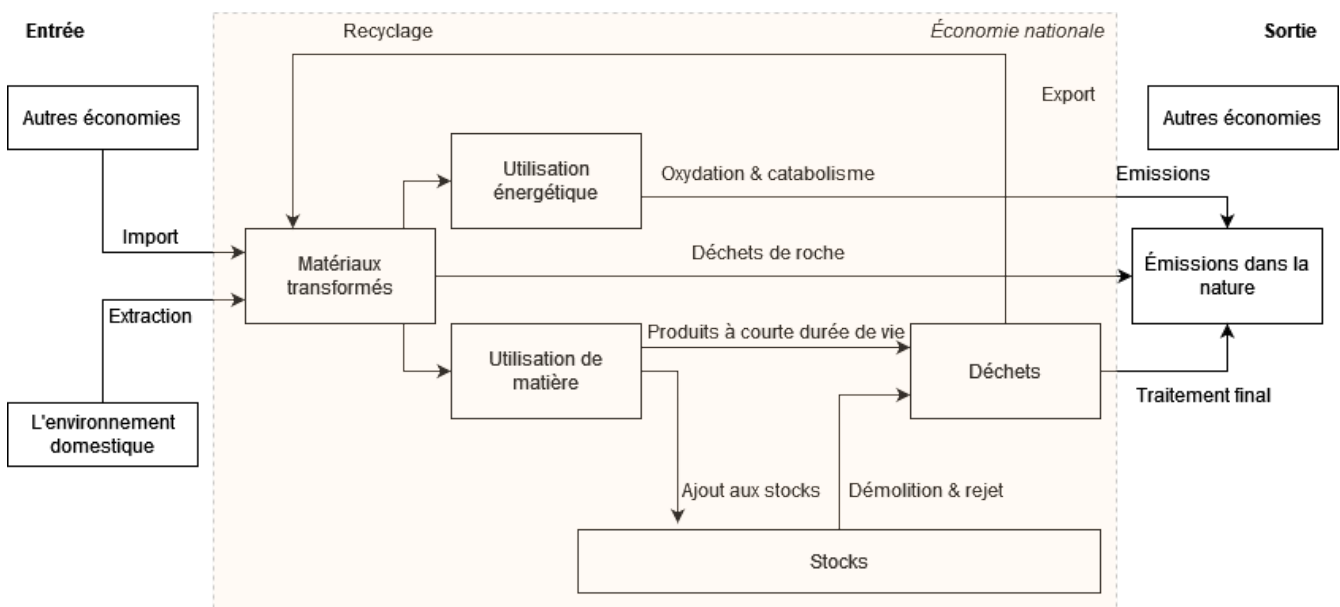 Entrée
Recyclage
Économie nationale
Sortie
Autres économies
Export
Autres économies
Utilisation
énergétique
Oxydation & catabolisme
Emissions
Import
Matériaux
transformés
Déchets de roche
Émissions dans la
nature
Extraction
Produits à courte durée de vie
Utilisation de
matière
Déchets
Traitement final
L'environnement
domestique
Ajout aux stocks
Démolition & rejet
Stocks